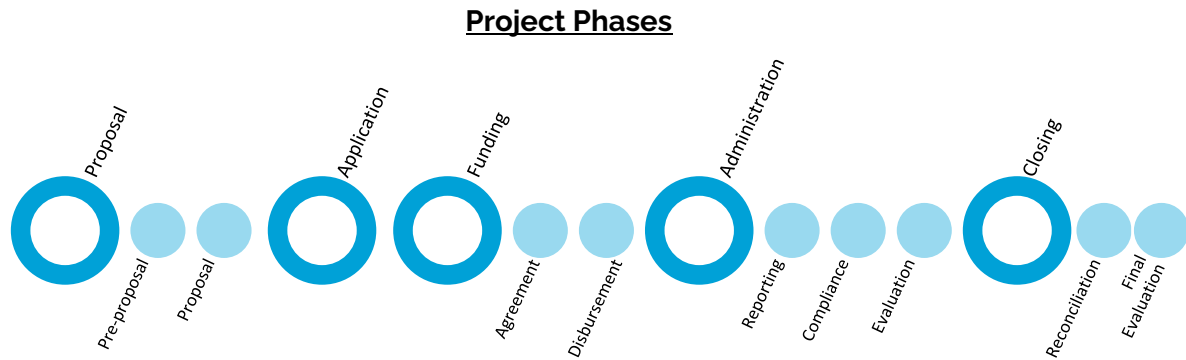 Project Phases
Proposal
Pre-proposal
Proposal
Application
Funding
Agreement
Disbursement
Administration
Reporting
Compliance
Evaluation
Closing
Reconciliation
Final
Evaluation